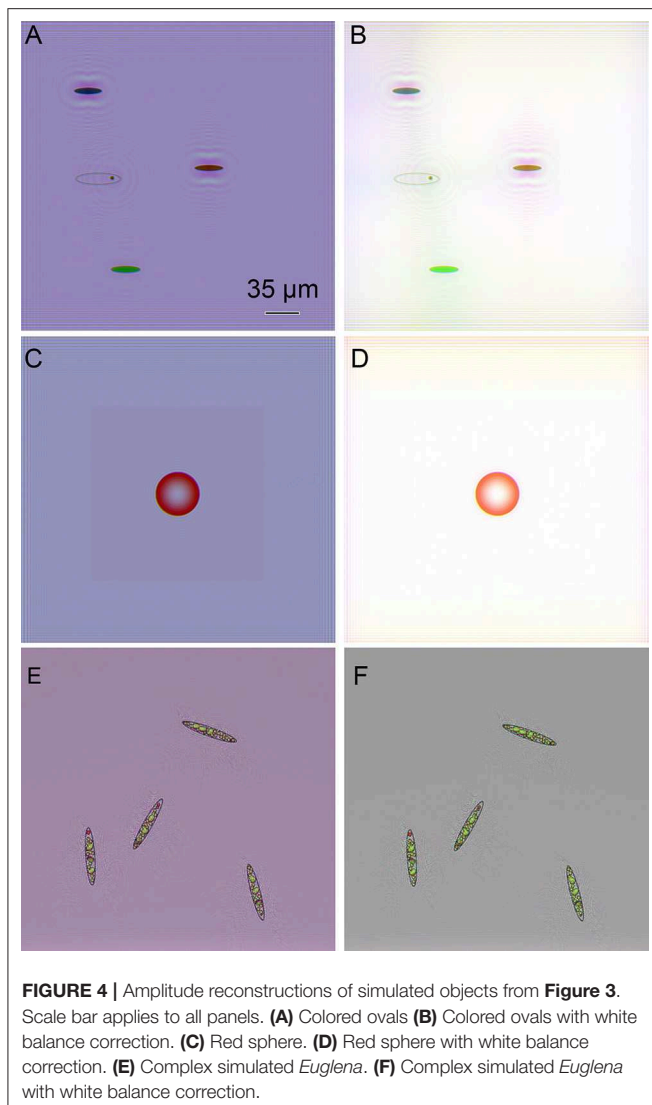 A
B
35 µm
C
D
E
F
FIGURE 4 | Amplitude reconstructions of simulated objects from Figure 3.
Scale bar applies to all panels. (A) Colored ovals (B) Colored ovals with white
balance correction. (C) Red sphere. (D) Red sphere with white balance
correction. (E) Complex simulated Euglena. (F) Complex simulated Euglena
with white balance correction.